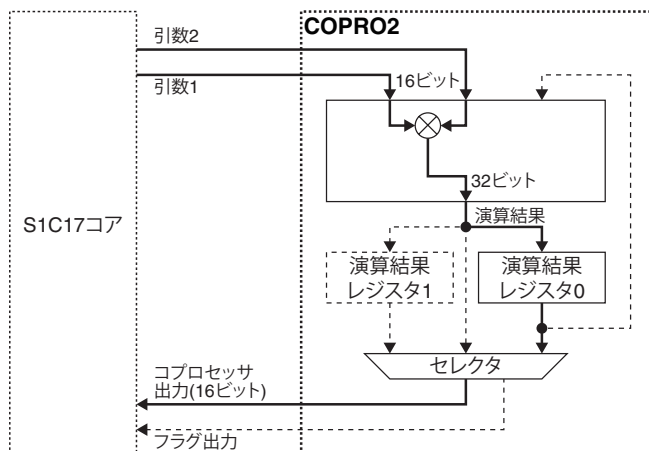 COPRO2
引数2
引数1
16ビット
32ビット
S1C17コア
演算結果
演算結果
レジスタ1
演算結果
レジスタ0
セレクタ
コプロセッサ
出力(16ビット)
フラグ出力